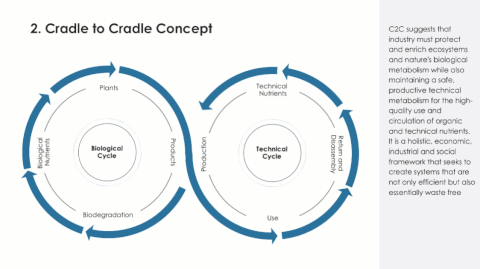 2. Cradle to Cradle Concept
Plants
Biological
Nutrients
Biological
Cycle
Products
Biodegradation
Technical
Nutrients
Production
Technical
Cycle
Return and
Disassembly
Use
C2C suggests that
industry must protect
and enrich ecosystems
and nature's biological
metabolism while also
maintaining a safe,
productive technical
metabolism for the high-
quality use and
circulation of organic
and technical nutrients.
It is a holistic, economic,
industrial and social
framework that seeks to
create systems that are
not only efficient but also
essentially waste free